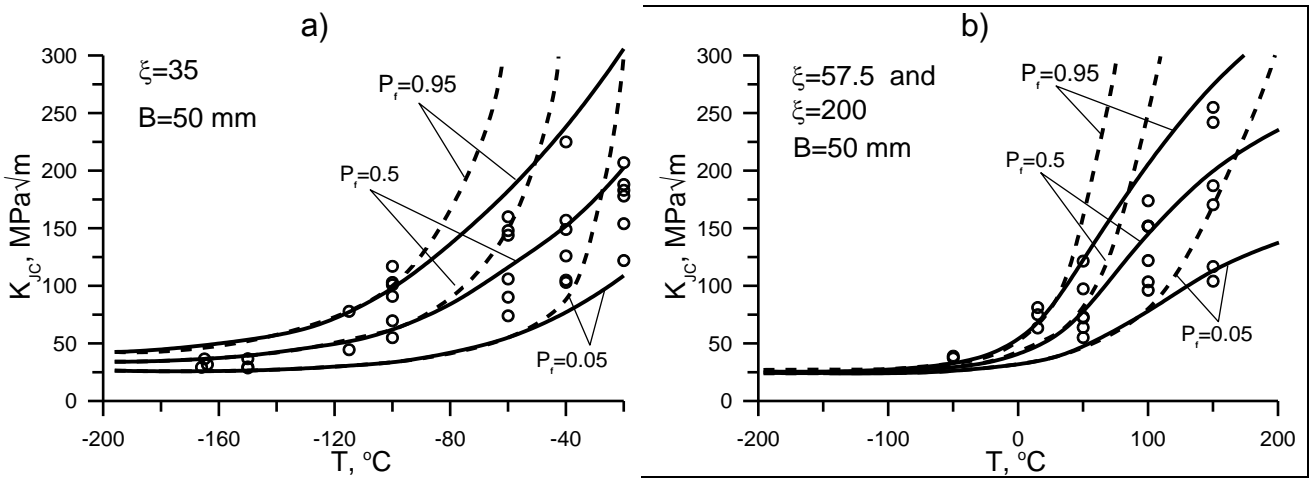 a)
300
250
200
150
100
50
0
K_JC, MPa√m
ξ=35
B=50 mm
P_f=0.95
P_f=0.5
P_f=0.05
-200
-160
-120
-80
-40
T, °C
b)
300
250
200
150
100
50
0
K_JC, MPa√m
ξ=57.5 and
ξ=200
B=50 mm
P_f=0.95
P_f=0.5
P_f=0.05
-200
-100
0
100
200
T, °C